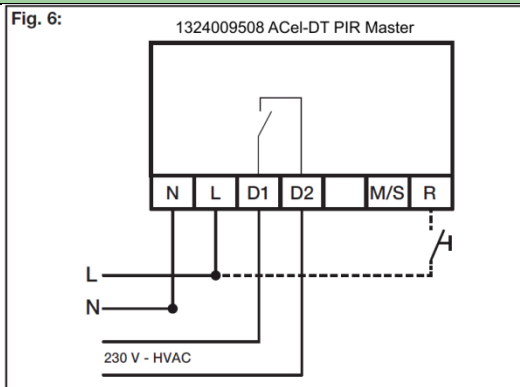 Fig. 6:
1324009508 ACel-DT PIR Master
N L D1 D2 M/S R
L
N
230 V - HVAC